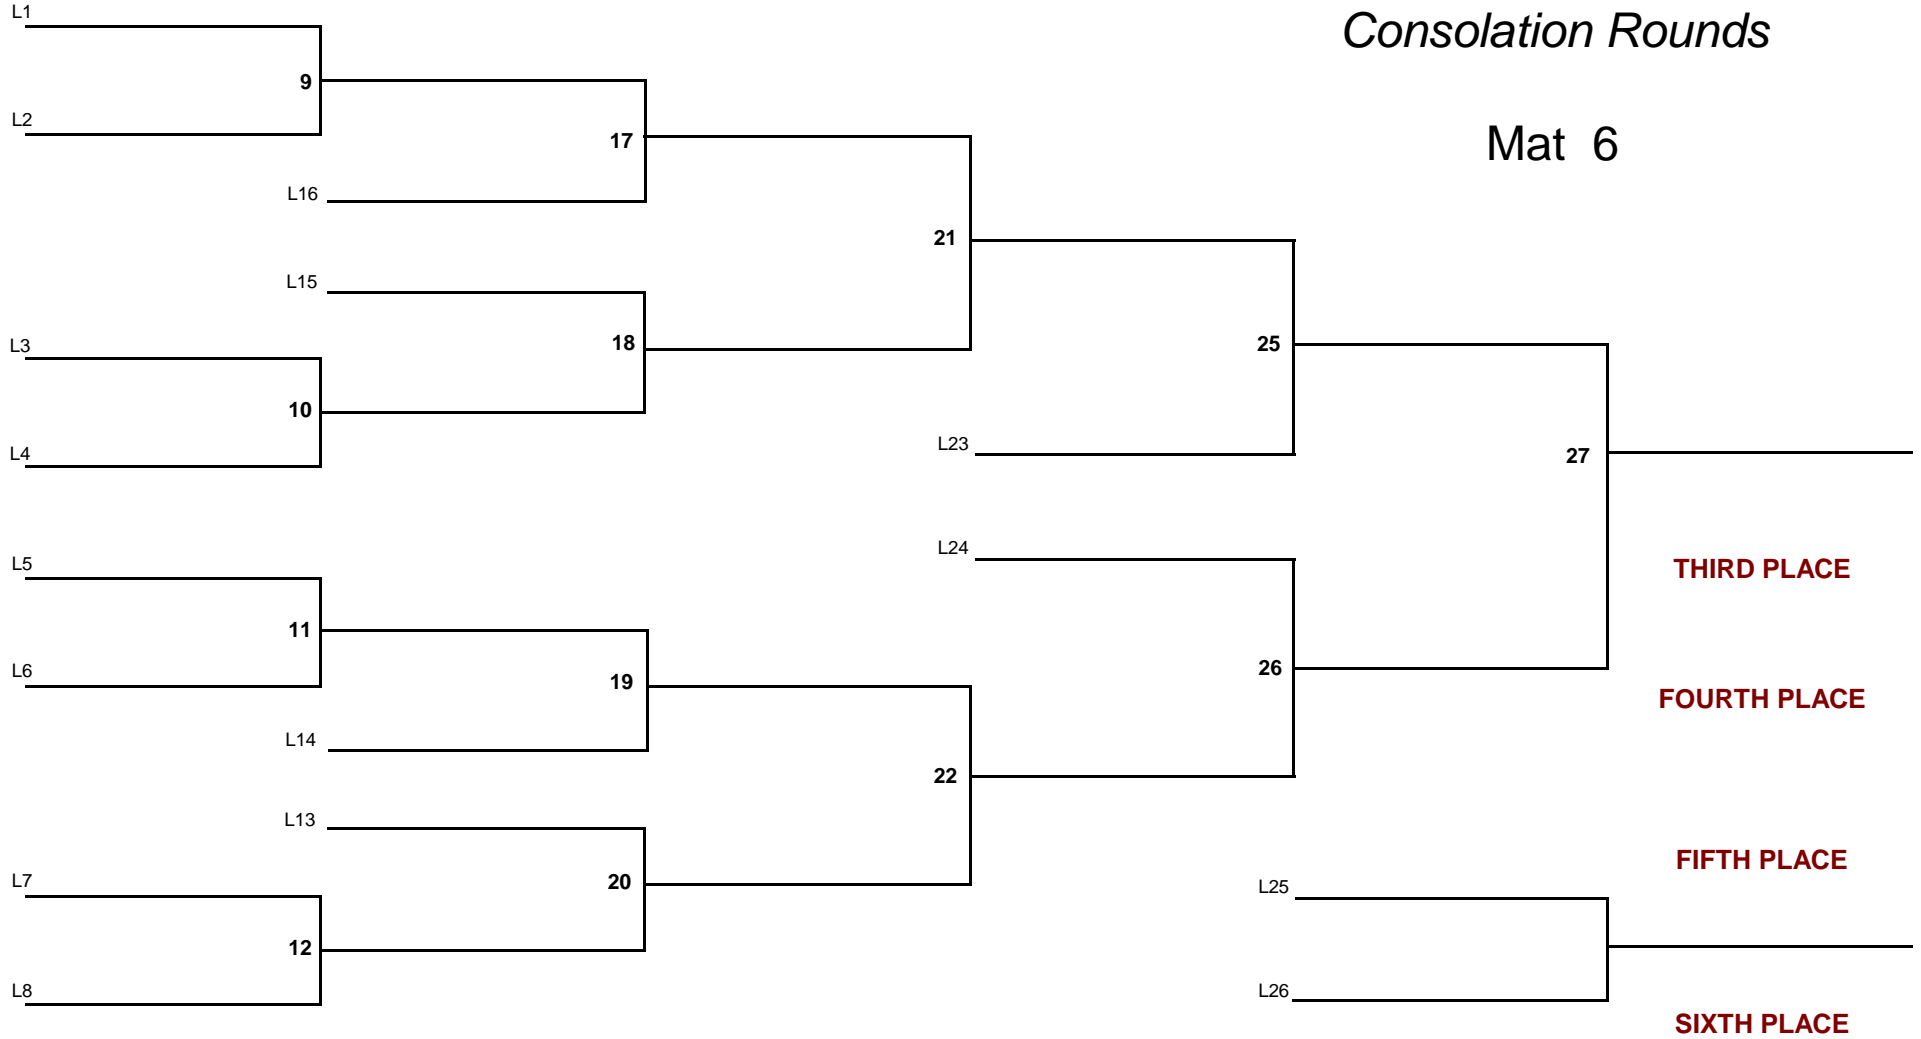 L1
Consolation Rounds
9
L2
17
Mat 6
L16
21
L15
18
25
L3
10
L23
L4
27
L24
L5
THIRD PLACE
11
26
L6
19
FOURTH PLACE
L14
22
L13
FIFTH PLACE
L7
20
L25
12
L8
L26
SIXTH PLACE